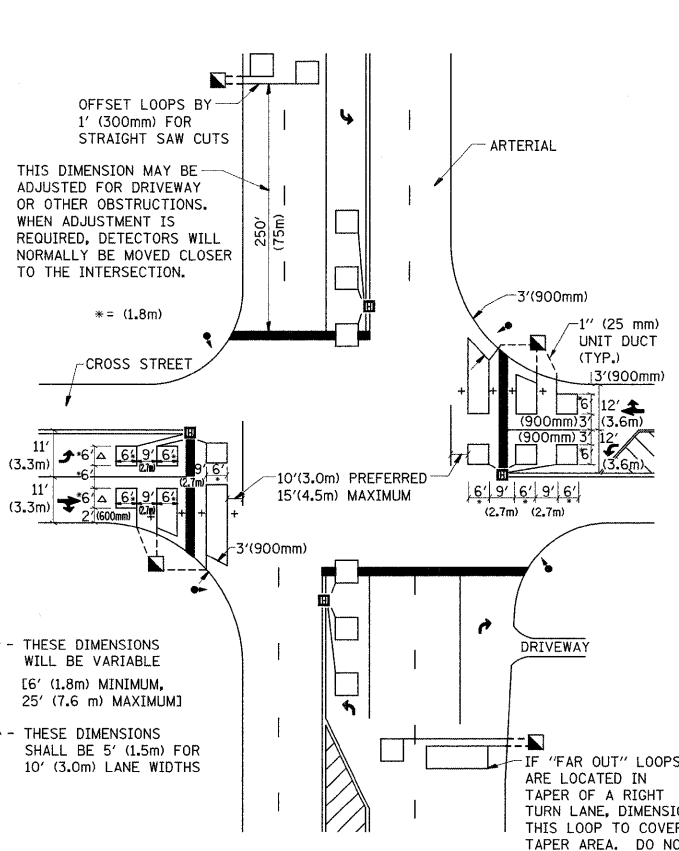 OFFSET LOOPS BY
1' (300mm) FOR
STRAIGHT SAW CUTS
THIS DIMENSION MAY BE
ADJUSTED FOR DRIVEWAY
OR OTHER OBSTRUCTIONS.
WHEN ADJUSTMENT IS
REQUIRED, DETECTORS WILL
NORMALLY BE MOVED CLOSER
TO THE INTERSECTION.
250'
(75m)
ARTERIAL
*= (1.8m)
3'(900mm)
1" (25 mm)
UNIT DUCT
(TYP.)
CROSS STREET
3'(900mm)
*6'
12'
(3.6m)
(900mm) 3'
(900mm) 3'
12'
*6'
(3.6m)
11'
(3.3m)
*6' △
6' 9' 6'
(2.7m)
*6'
9' 6'
(2.7m) *
11'
(3.3m)
*6' △
6' 9' 6'
(2.7m)
2' (600mm)
10'(3.0m) PREFERRED
15'(4.5m) MAXIMUM
6' 9' 6' 9' 6'
* (2.7m) * (2.7m) *
3'(900mm)
- THESE DIMENSIONS
WILL BE VARIABLE
[6' (1.8m) MINIMUM,
25' (7.6 m) MAXIMUM]
- THESE DIMENSIONS
SHALL BE 5' (1.5m) FOR
10' (3.0m) LANE WIDTHS
DRIVEWAY
IF "FAR OUT" LOOPS
ARE LOCATED IN
TAPER OF A RIGHT
TURN LANE, DIMENSIO
THIS LOOP TO COVER
TAPER AREA. DO NO